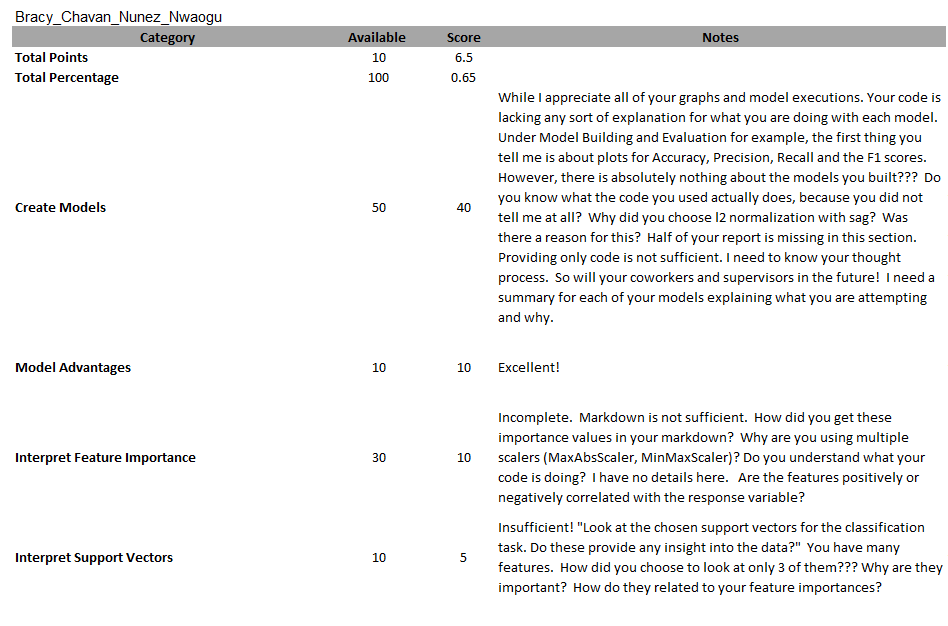 Bracy_Chavan_Nunez_Nwaogu
Category Available Score Notes
Total Points 10 6.5
Total Percentage 100 0.65
Create Models 50 40
While I appreciate all of your graphs and model executions. Your code is
lacking any sort of explanation for what you are doing with each model.
Under Model Building and Evaluation for example, the first thing you
tell me is about plots for Accuracy, Precision, Recall and the F1 scores.
However, there is absolutely nothing about the models you built??? Do
you know what the code you used actually does, because you did not
tell me at all? Why did you choose l2 normalization with sag? Was
there a reason for this? Half of your report is missing in this section.
Providing only code is not sufficient. I need to know your thought
process. So will your coworkers and supervisors in the future! I need a
summary for each of your models explaining what you are attempting
and why.
Model Advantages 10 10 Excellent!
Interpret Feature Importance 30 10
Incomplete. Markdown is not sufficient. How did you get these
importance values in your markdown? Why are you using multiple
scalers (MaxAbsScaler, MinMaxScaler)? Do you understand what your
code is doing? I have no details here. Are the features positively or
negatively correlated with the response variable?
Interpret Support Vectors 10 5
Insufficient! "Look at the chosen support vectors for the classification
task. Do these provide any insight into the data?" You have many
features. How did you choose to look at only 3 of them??? Why are they
important? How do they related to your feature importances?